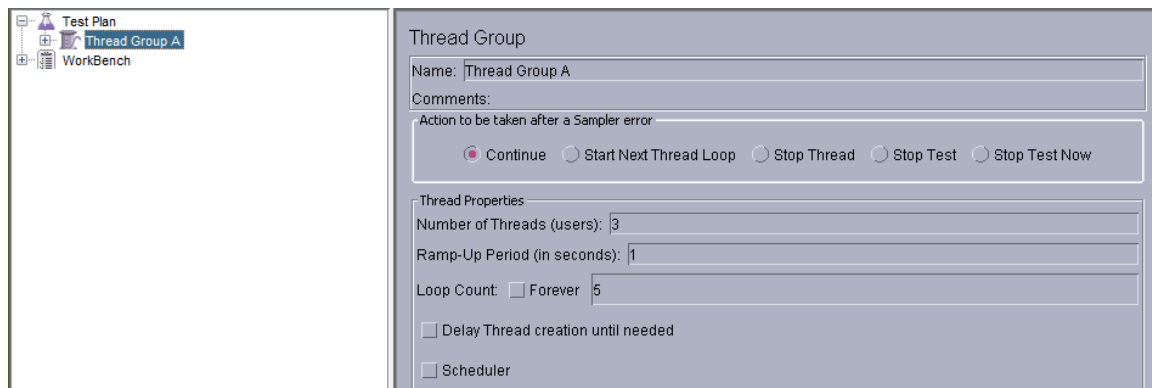 Test Plan
Thread Group A
WorkBench
Thread Group
Name: Thread Group A
Comments:
Action to be taken after a Sampler error
Continue Start Next Thread Loop Stop Thread Stop Test Stop Test Now
Thread Properties
Number of Threads (users): 3
Ramp-Up Period (in seconds): 1
Loop Count: Forever 5
Delay Thread creation until needed
Scheduler